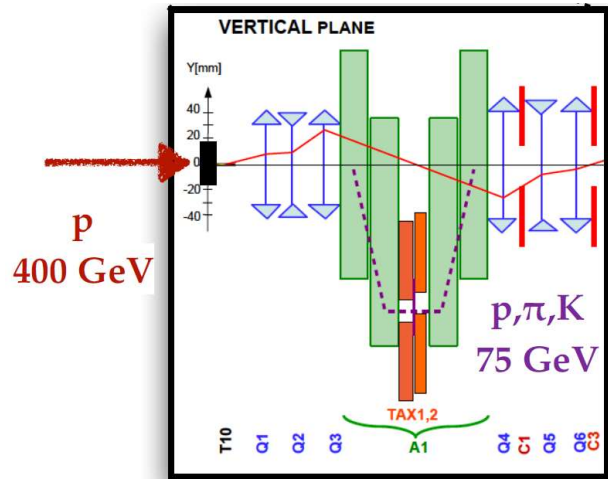 VERTICAL PLANE
Y[mm]
40
20
0
-20
-40
p
400 GeV
p,π,K
75 GeV
TAX1,2
T10
Q1
Q2
Q3
A1
Q4
C1
Q5
Q6
C3